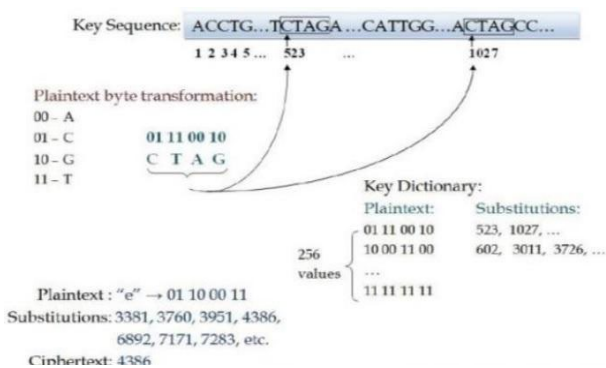 Key Sequence: ACCTG...TCTAGA...CATTGG...ACTAGCC...
1 2 3 4 5 ... 523 ... 1027
Plaintext byte transformation:
00 – A
01 – C 01 11 00 10
10 – G C T A G
11 – T
Key Dictionary:
Plaintext: Substitutions:
01 11 00 10 523, 1027, ...
10 00 11 00 602, 3011, 3726, ...
256
values
...
11 11 11 11
Plaintext : "e" → 01 10 00 11
Substitutions: 3381, 3760, 3951, 4386,
6892, 7171, 7283, etc.
Ciphertext: 4386